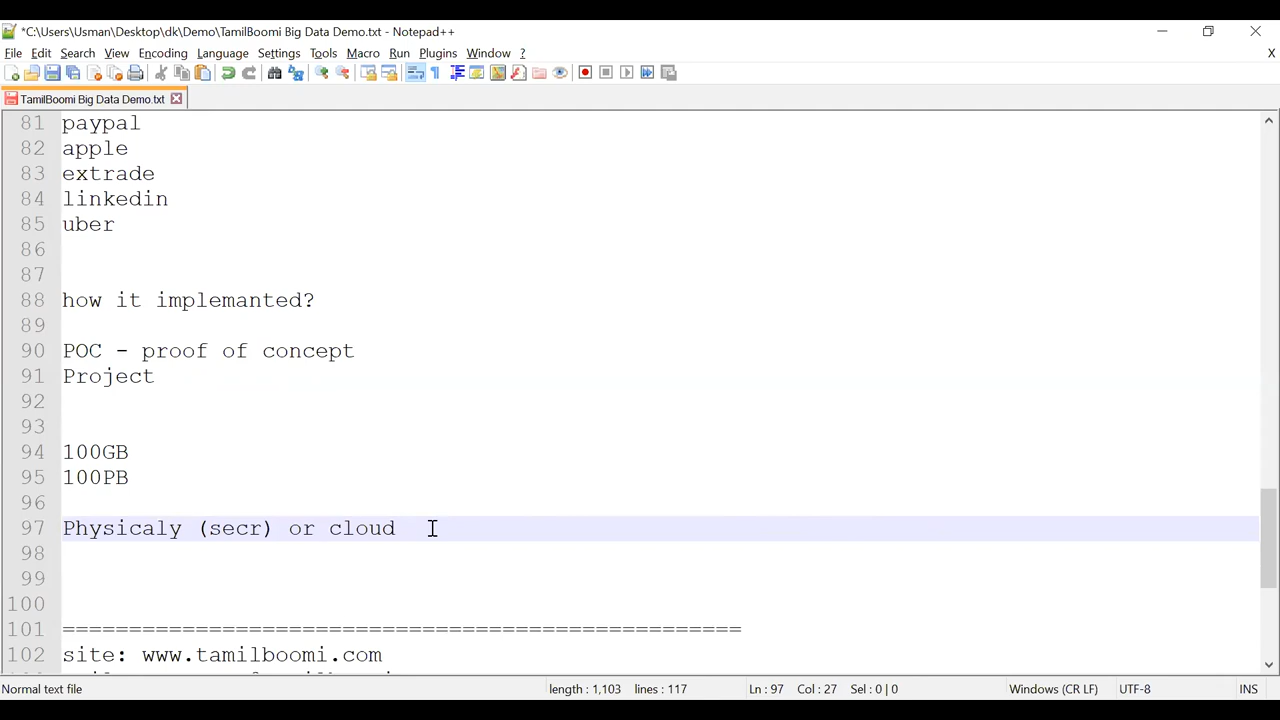 *C:\Users\Usman\Desktop\dk\Demo\TamilBoomi Big Data Demo.txt - Notepad++
File Edit Search View Encoding Language Settings Tools Macro Run Plugins Window ? X
TamilBoomi Big Data Demo.txt
81 paypal
82 apple
83 extrade
84 linkedin
85 uber
86
87
88 how it implemanted?
89
90 POC - proof of concept
91 Project
92
93
94 100GB
95 100PB
96
97 Physicaly (secr) or cloud
98
99
100
101 ===================================================
102 site: www.tamilboomi.com
Normal text file length : 1,103 lines : 117 Ln : 97 Col : 27 Sel : 0 | 0 Windows (CR LF) UTF-8 INS